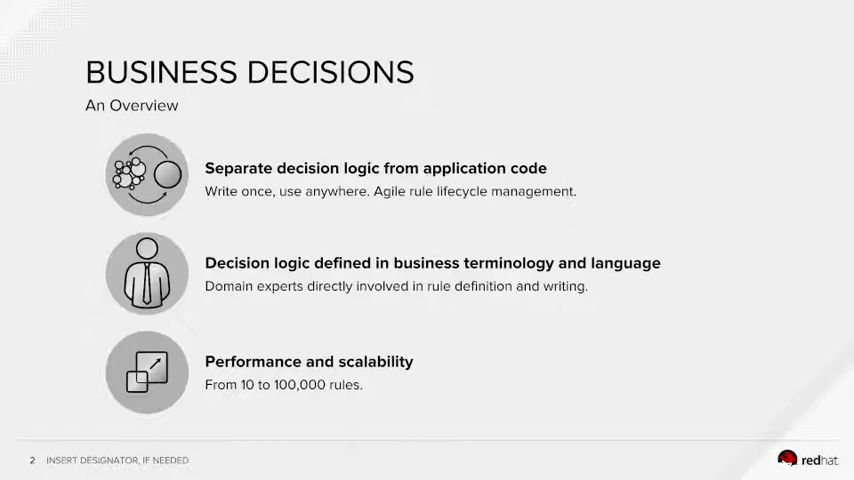 BUSINESS DECISIONS
An Overview
Separate decision logic from application code
Write once, use anywhere. Agile rule lifecycle management.
Decision logic defined in business terminology and language
Domain experts directly involved in rule definition and writing.
Performance and scalability
From 10 to 100,000 rules.
2 INSERT DESIGNATOR, IF NEEDED
redhat.